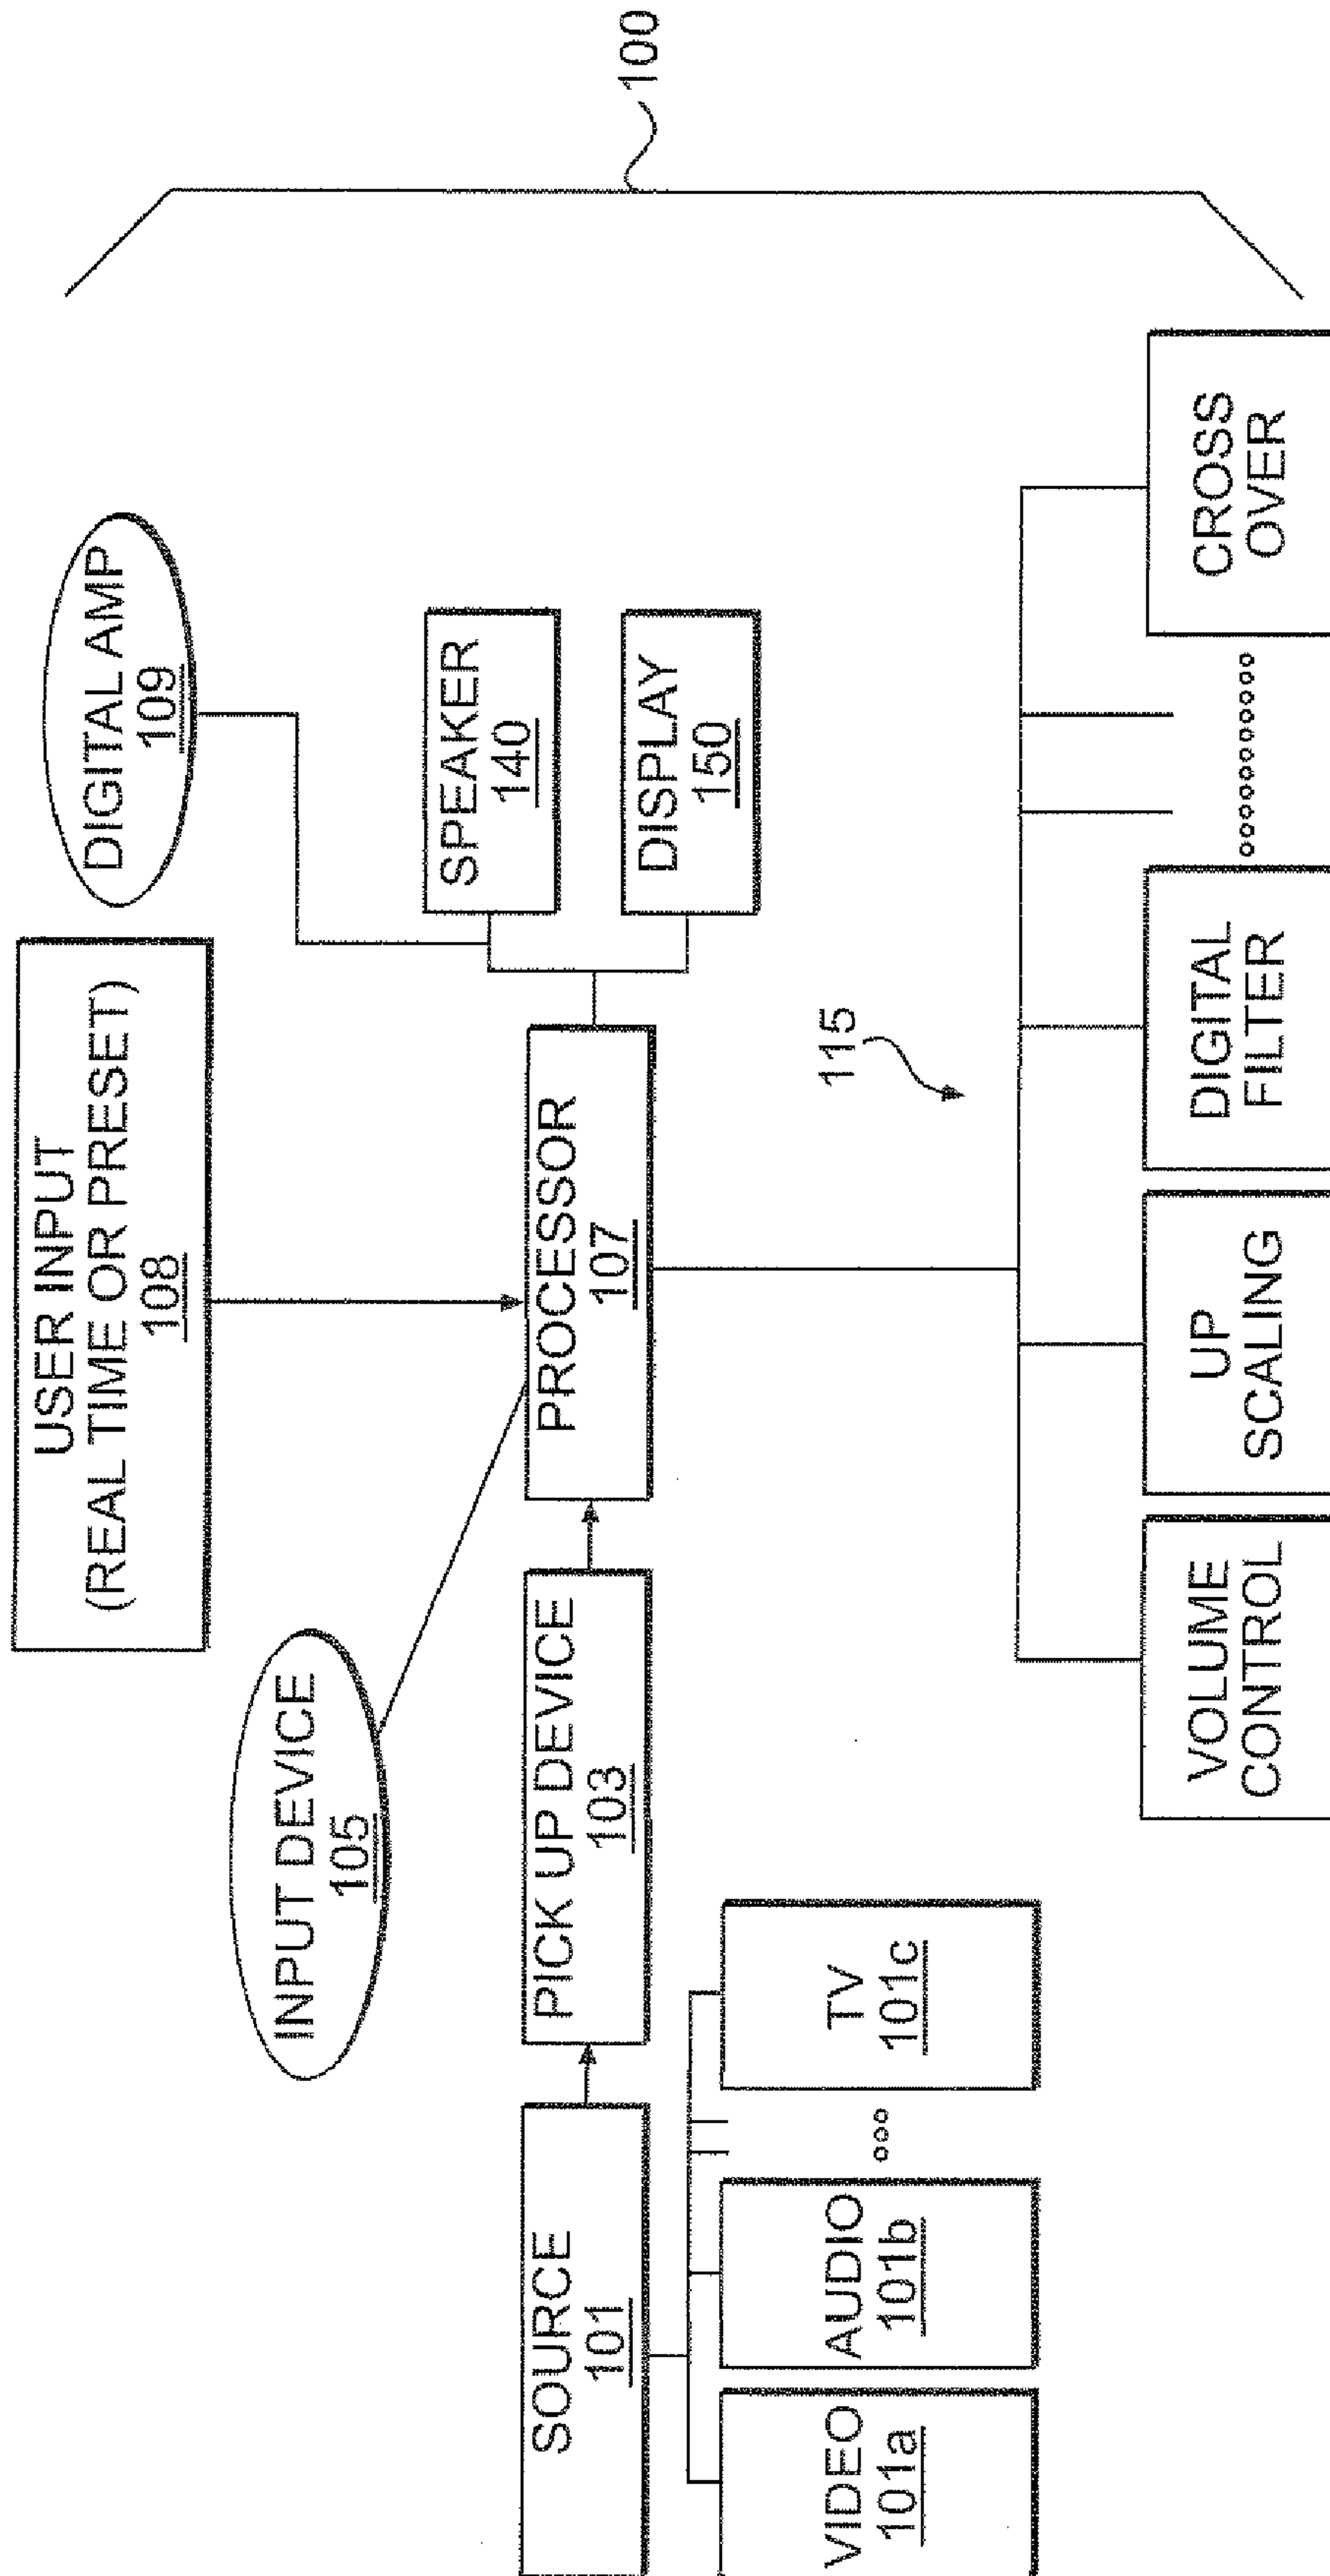 USER INPUT
(REAL TIME OR PRESET)
108
DIGITAL AMP
109
100
INPUT DEVICE
105
SPEAKER
140
SOURCE
101
PICK UP DEVICE
103
PROCESSOR
107
DISPLAY
150
115
VIDEO
101a
AUDIO
101b
TV
101c
VOLUME
CONTROL
UP
SCALING
DIGITAL
FILTER
CROSS
OVER